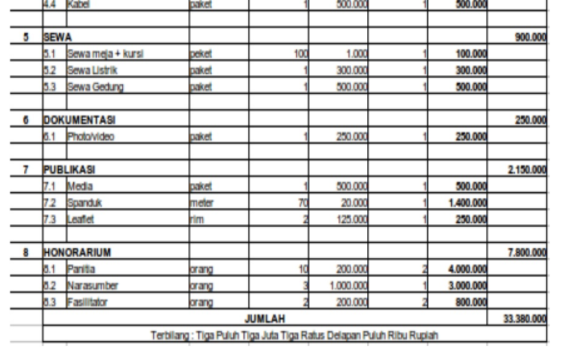 4.4 Kabel paket 1 500.000 1 500.000
5 SEWA 900.000
5.1 Sewa meja + kursi peket 100 1.000 1 100.000
5.2 Sewa Listrik paket 1 300.000 1 300.000
5.3 Sewa Gedung paket 1 500.000 1 500.000
6 DOKUMENTASI 250.000
6.1 Photo/video paket 1 250.000 1 250.000
7 PUBLIKASI 2.150.000
7.1 Media paket 1 500.000 1 500.000
7.2 Spanduk meter 70 20.000 1 1.400.000
7.3 Leaflet rim 2 125.000 1 250.000
8 HONORARIUM 7.800.000
8.1 Panitia orang 10 200.000 2 4.000.000
8.2 Narasumber orang 3 1.000.000 1 3.000.000
8.3 Fasilitator orang 2 200.000 2 800.000
JUMLAH 33.380.000
Terbilang : Tiga Puluh Tiga Juta Tiga Ratus Delapan Puluh Ribu Rupiah